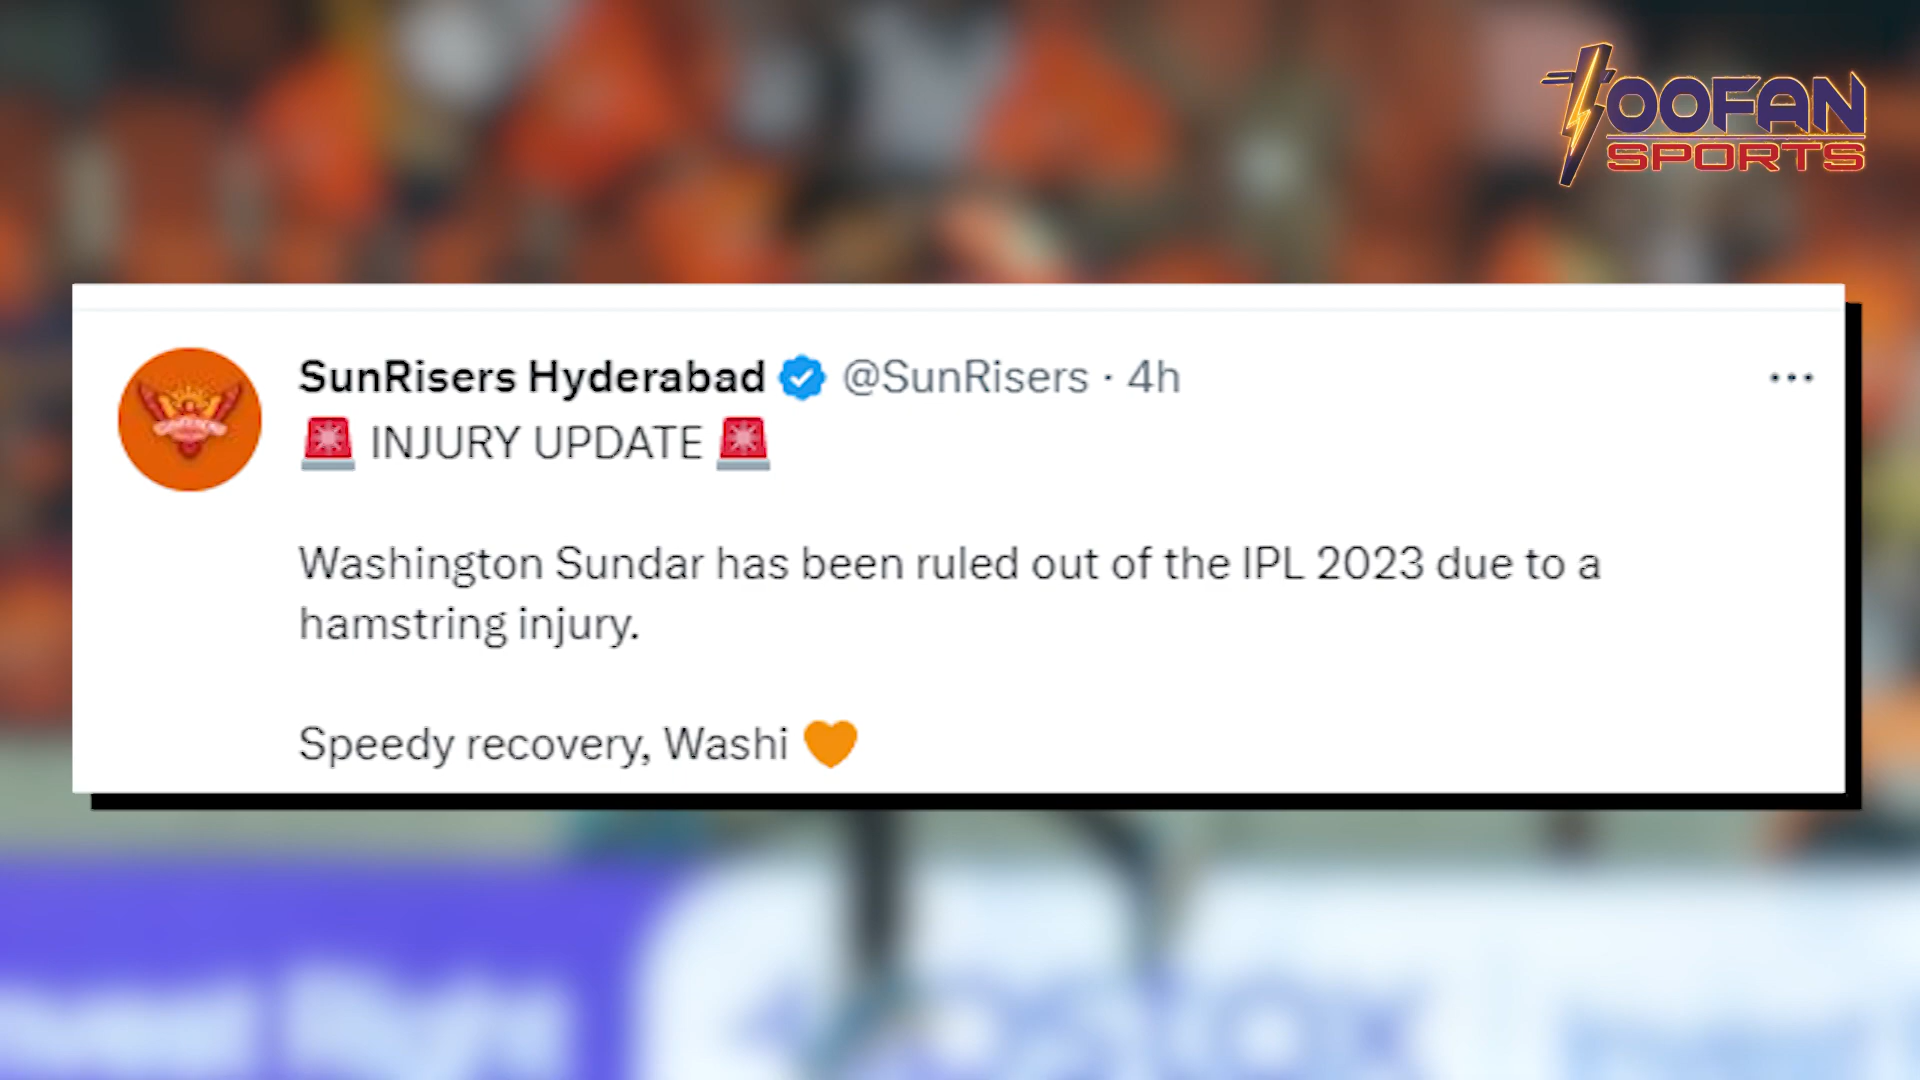 TOOFAN
SPORTS
SunRisers Hyderabad @SunRisers · 4h
🚨 INJURY UPDATE 🚨
Washington Sundar has been ruled out of the IPL 2023 due to a
hamstring injury.
Speedy recovery, Washi 🧡